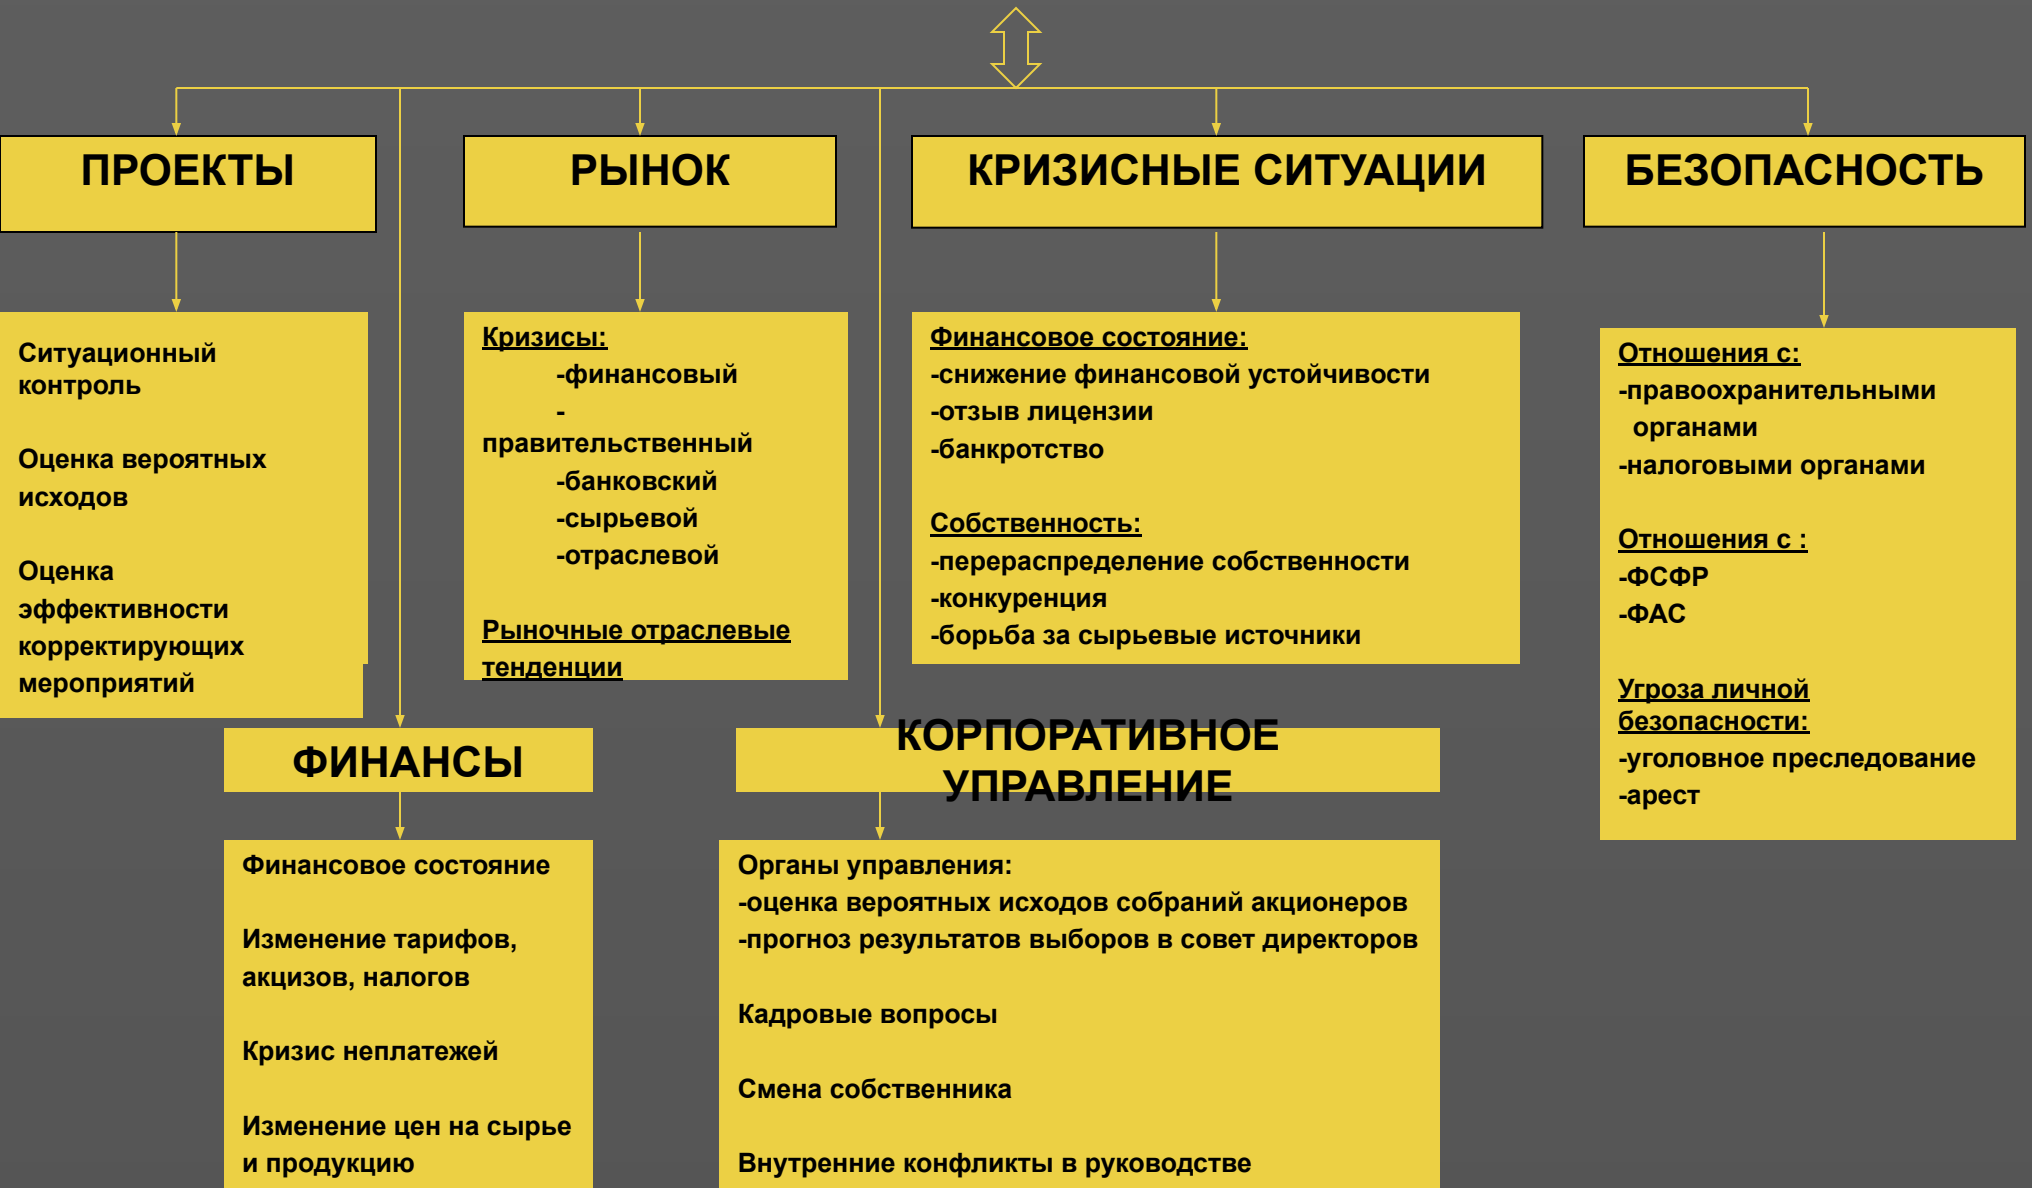 ПРОЕКТЫ
РЫНОК
КРИЗИСНЫЕ СИТУАЦИИ
БЕЗОПАСНОСТЬ
Ситуационный
контроль
Оценка вероятных
исходов
Оценка
эффективности
корректирующих
мероприятий
Кризисы:
-финансовый
-
правительственный
-банковский
-сырьевой
-отраслевой
Рыночные отраслевые
тенденции
Финансовое состояние:
-снижение финансовой устойчивости
-отзыв лицензии
-банкротство
Собственность:
-перераспределение собственности
-конкуренция
-борьба за сырьевые источники
Отношения с:
-правоохранительными
органами
-налоговыми органами
Отношения с :
-ФСФР
-ФАС
Угроза личной
безопасности:
-уголовное преследование
-арест
ФИНАНСЫ
КОРПОРАТИВНОЕ
УПРАВЛЕНИЕ
Финансовое состояние
Изменение тарифов,
акцизов, налогов
Кризис неплатежей
Изменение цен на сырье
и продукцию
Органы управления:
-оценка вероятных исходов собраний акционеров
-прогноз результатов выборов в совет директоров
Кадровые вопросы
Смена собственника
Внутренние конфликты в руководстве